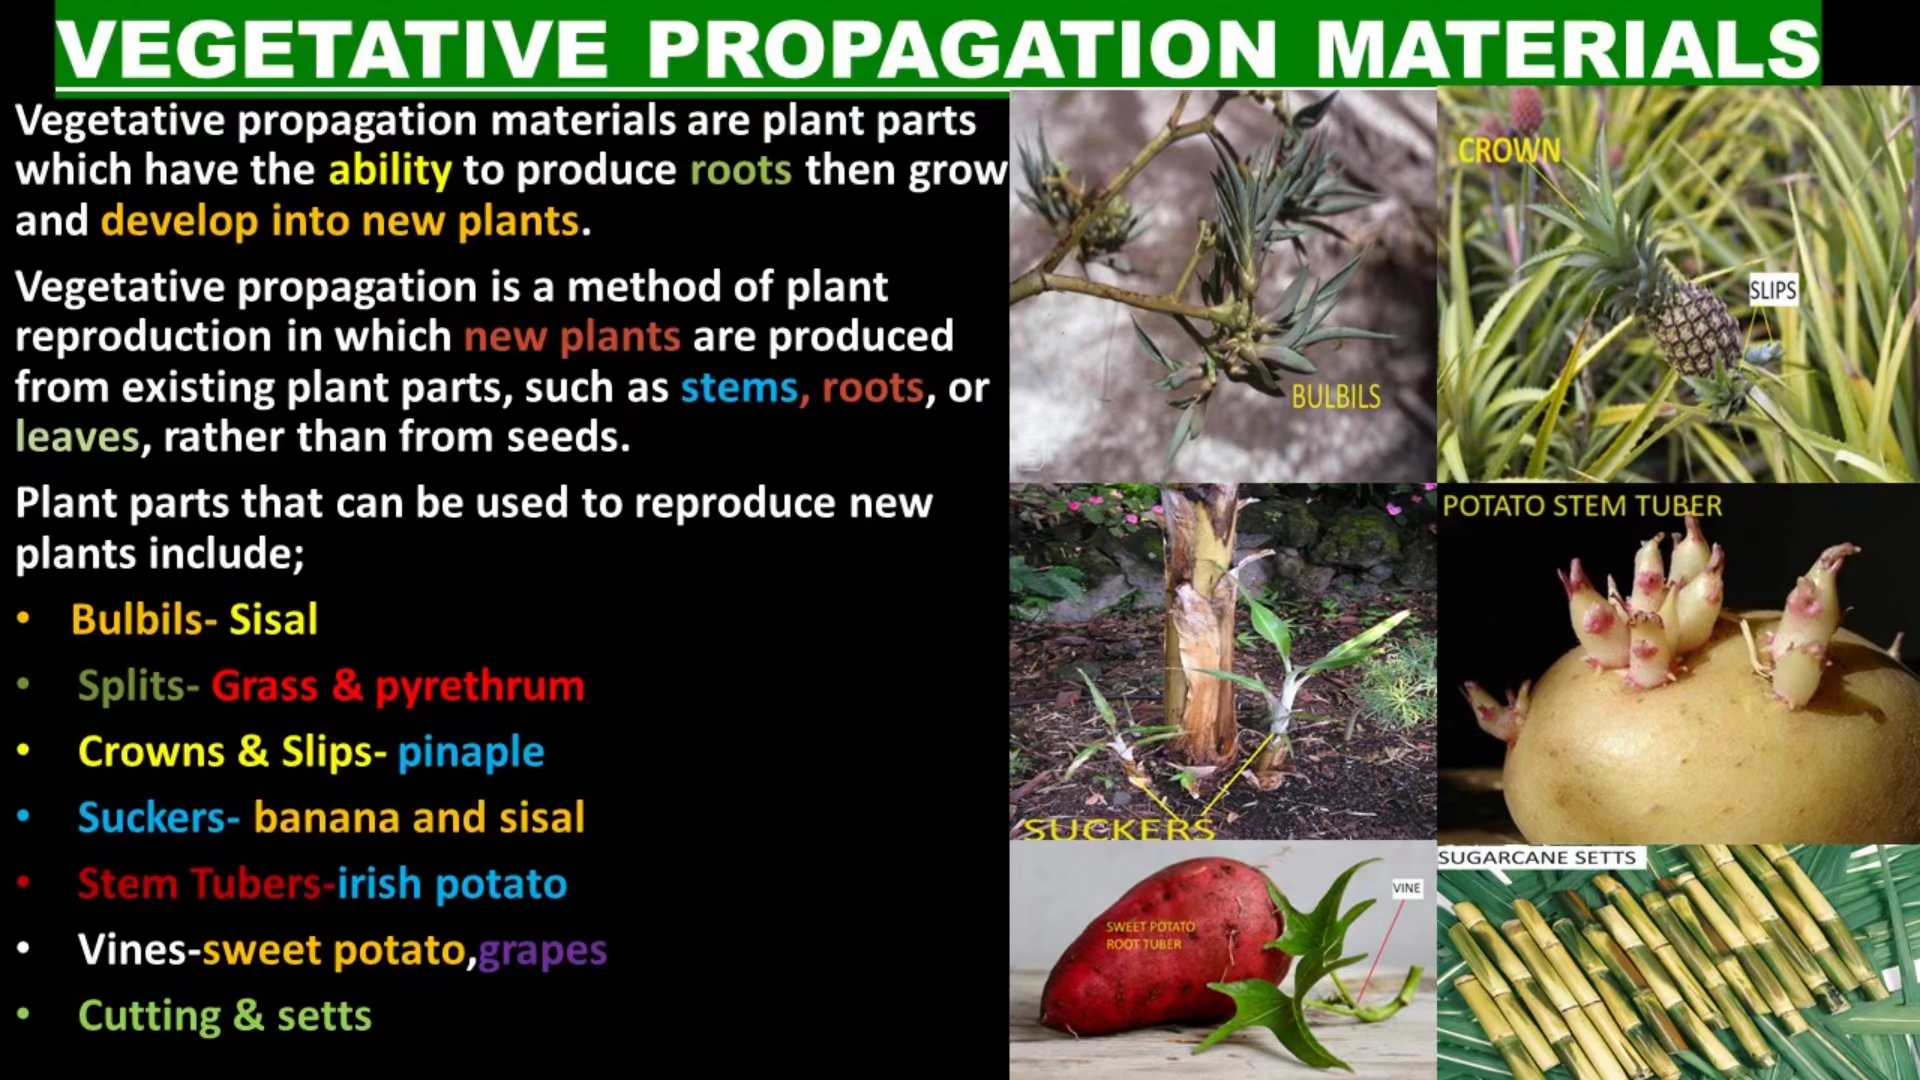 VEGETATIVE PROPAGATION MATERIALS
Vegetative propagation materials are plant parts
which have the ability to produce roots then grow
and develop into new plants.
Vegetative propagation is a method of plant
reproduction in which new plants are produced
from existing plant parts, such as stems, roots, or
leaves, rather than from seeds.
Plant parts that can be used to reproduce new
plants include;
• Bulbils- Sisal
• Splits- Grass & pyrethrum
• Crowns & Slips- pinaple
• Suckers- banana and sisal
• Stem Tubers-irish potato
• Vines-sweet potato,grapes
• Cutting & setts
BULBILS
CROWN
SLIPS
SUCKERS
POTATO STEM TUBER
SWEET POTATO
ROOT TUBER
VINE
SUGARCANE SETTS